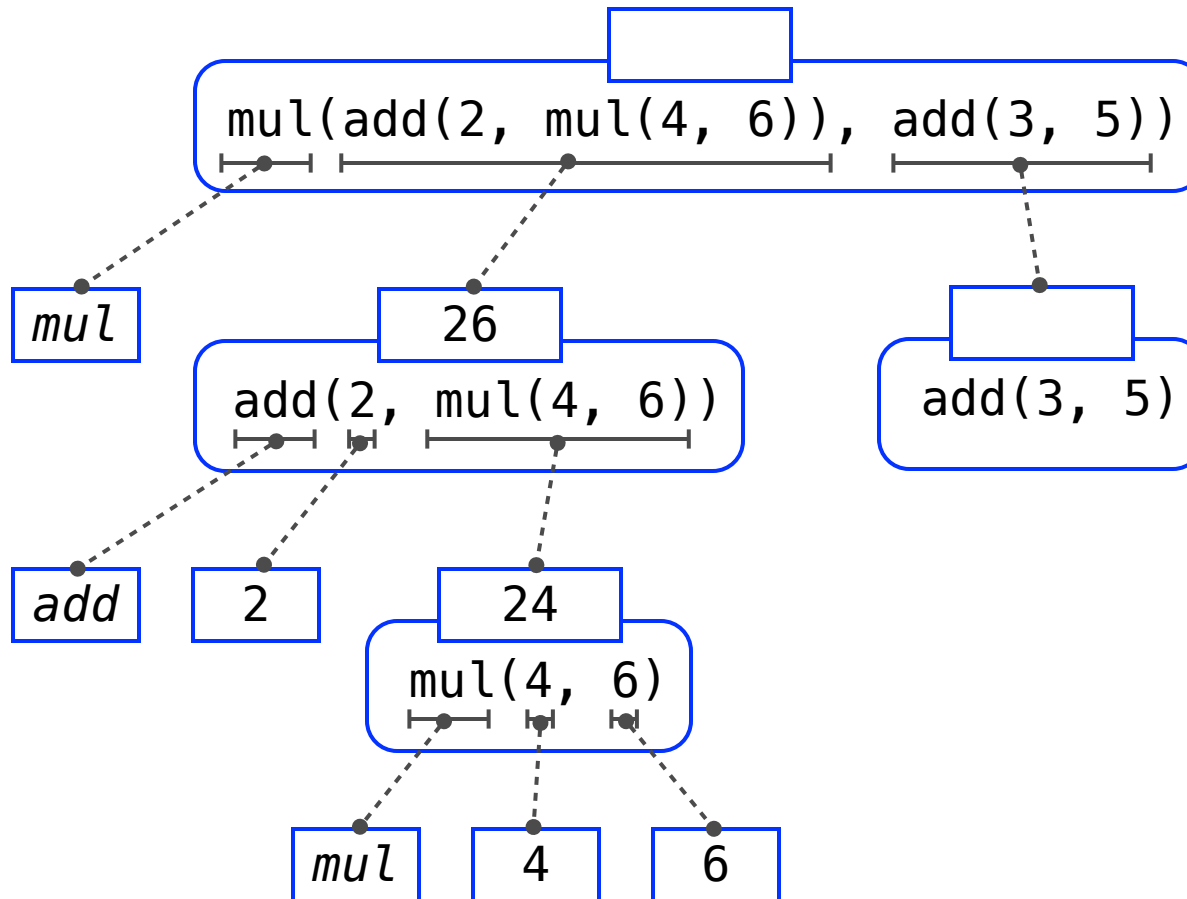 mul(add(2, mul(4, 6)), add(3, 5))
mul
26
add(2, mul(4, 6))
add(3, 5)
add
2
24
mul(4, 6)
mul
4
6